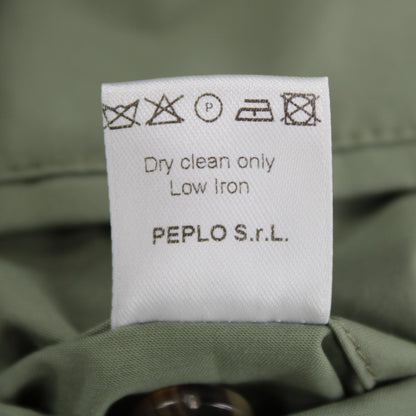 P
Dry clean only
Low Iron
PEPLO S.r.L.